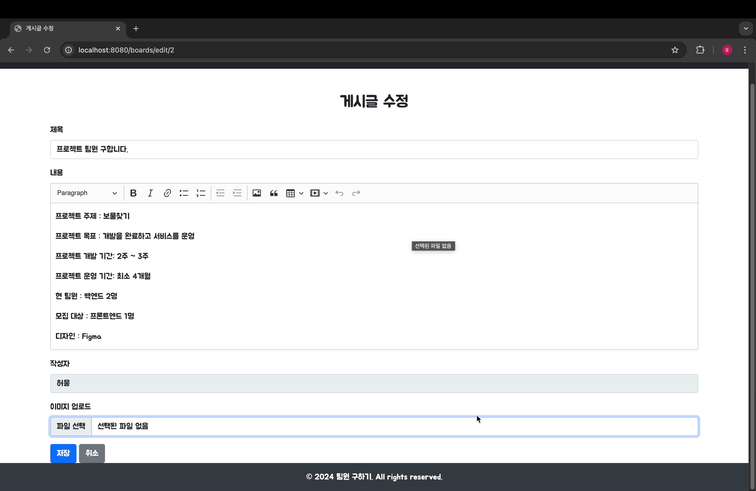 게시글 수정
localhost:8080/boards/edit/2
게시글 수정
제목
프로젝트 팀원 구합니다.
내용
Paragraph
프로젝트 주제 : 보물찾기
프로젝트 목표 : 개발을 완료하고 서비스를 운영
선택된 파일 없음
프로젝트 개발 기간: 2주 ~ 3주
프로젝트 운영 기간: 최소 4개월
현 팀원 : 백엔드 2명
모집 대상 : 프론트엔드 1명
디자인 : Figma
작성자
허웅
이미지 업로드
파일 선택 선택된 파일 없음
저장 취소
© 2024 팀원 구하기. All rights reserved.